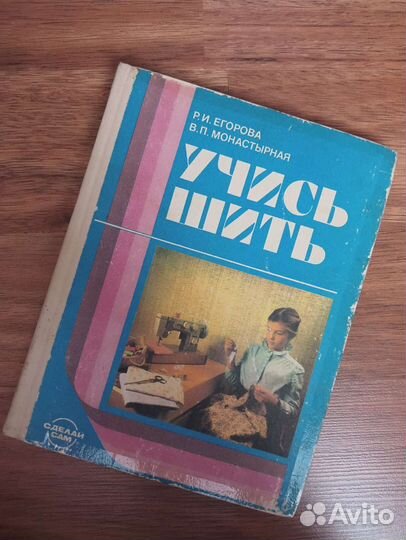 Р.И. ЕГОРОВА
В.П. МОНАСТЫРНАЯ
УЧИСЬ
ШИТЬ
СДЕЛАЙ
САМ
Avito